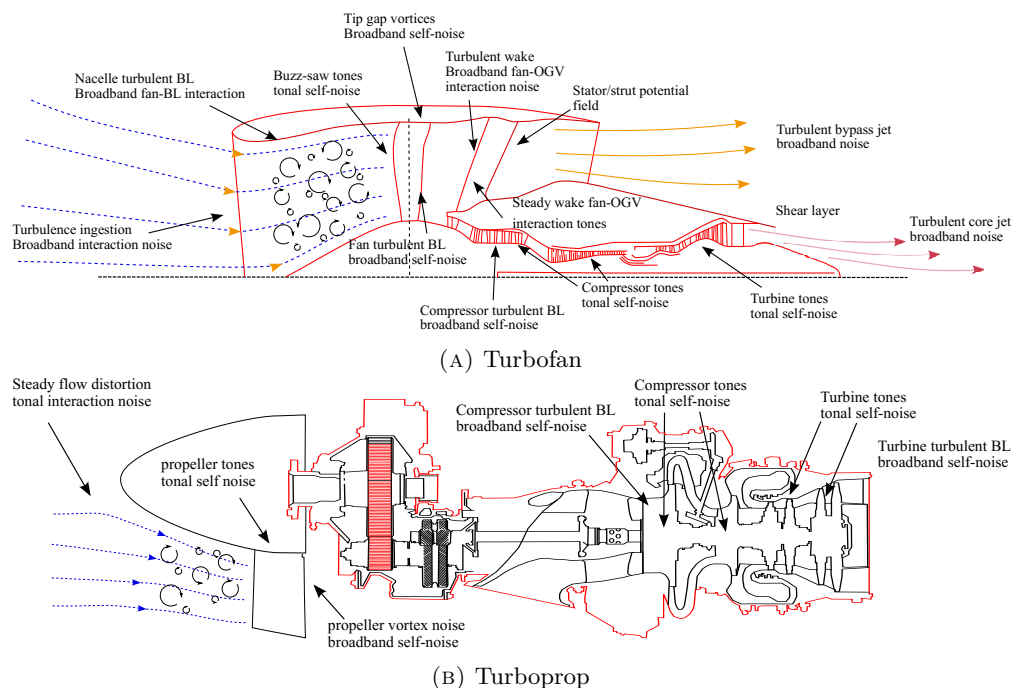 Tip gap vortices
Broadband self-noise
Nacelle turbulent BL
Broadband fan-BL interaction
Buzz-saw tones
tonal self-noise
Turbulent wake
Broadband fan-OGV
interaction noise
Stator/strut potential
field
Turbulent bypass jet
broadband noise
Turbulence ingestion
Broadband interaction noise
Fan turbulent BL
broadband self-noise
Steady wake fan-OGV
interaction tones
Shear layer
Turbulent core jet
broadband noise
Compressor turbulent BL
broadband self-noise
Compressor tones
tonal self-noise
Turbine tones
tonal self-noise
(A) Turbofan
Steady flow distortion
tonal interaction noise
propeller tones
tonal self noise
propeller vortex noise
broadband self-noise
Compressor turbulent BL
broadband self-noise
Compressor tones
tonal self-noise
Turbine tones
tonal self-noise
Turbine turbulent BL
broadband self-noise
(B) Turboprop